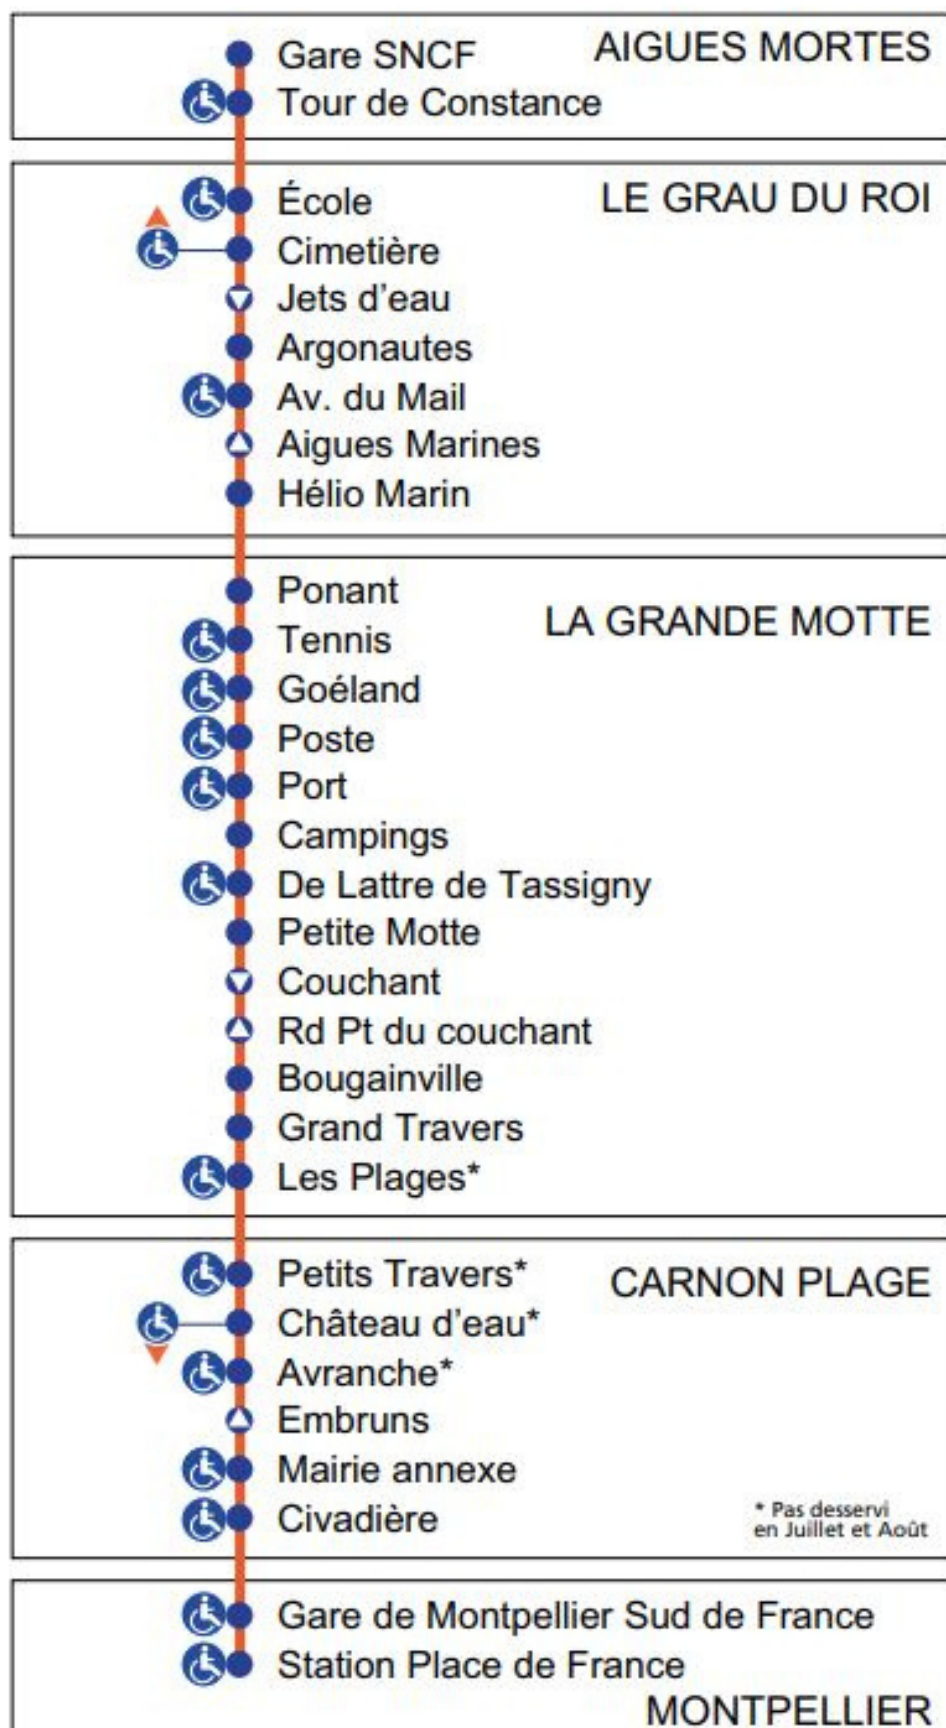 AIGUES MORTES
Gare SNCF
Tour de Constance
LE GRAU DU ROI
École
Cimetière
Jets d'eau
Argonautes
Av. du Mail
Aigues Marines
Hélio Marin
LA GRANDE MOTTE
Ponant
Tennis
Goéland
Poste
Port
Campings
De Lattre de Tassigny
Petite Motte
Couchant
Rd Pt du couchant
Bougainville
Grand Travers
Les Plages*
CARNON PLAGE
Petits Travers*
Château d'eau*
Avranche*
Embruns
Mairie annexe
Civadière
* Pas desservi
en Juillet et Août
Gare de Montpellier Sud de France
Station Place de France
MONTPELLIER